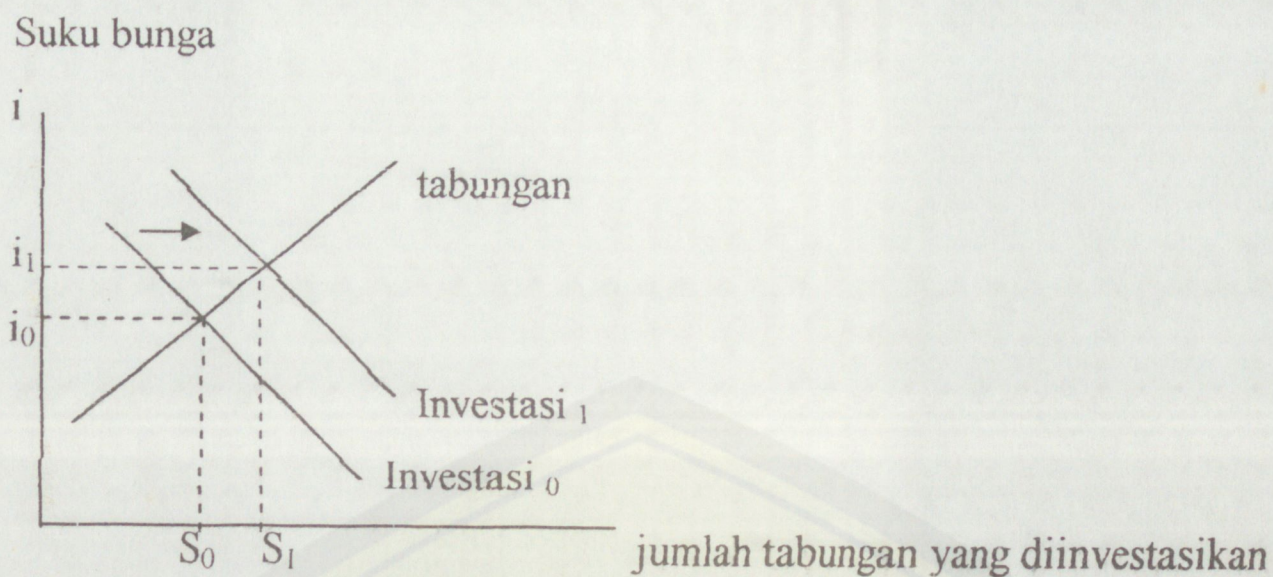 Suku bunga
i
tabungan
i₁
i₀
Investasi ₁
Investasi ₀
S₀ S₁
jumlah tabungan yang diinvestasikan